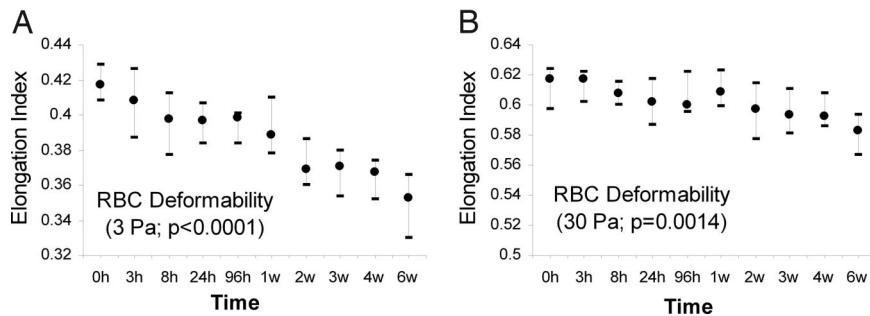 A
Elongation Index
0.44
0.42
0.4
0.38
0.36
0.34
0.32
RBC Deformability
(3 Pa; p<0.0001)
0h 3h 8h 24h 96h 1w 2w 3w 4w 6w
Time
B
Elongation Index
0.64
0.62
0.6
0.58
0.56
0.54
0.52
0.5
RBC Deformability
(30 Pa; p=0.0014)
0h 3h 8h 24h 96h 1w 2w 3w 4w 6w
Time